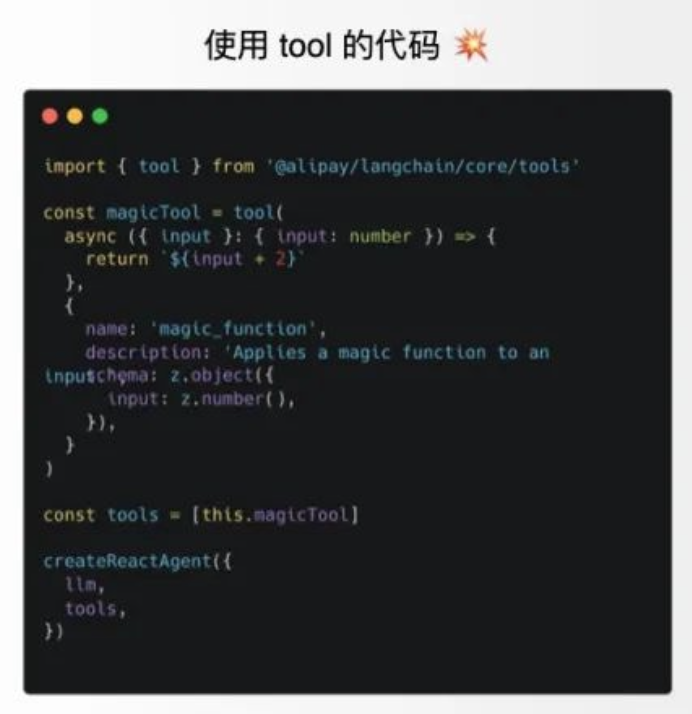 使用 tool 的代码 💥
import { tool } from '@alipay/langchain/core/tools'
const magicTool = tool(
  async ({ input }: { input: number }) => {
    return `${input + 2}`
  },
  {
    name: 'magic_function',
    description: 'Applies a magic function to an
input',
    schema: z.object({
      input: z.number(),
    }),
  }
)
const tools = [this.magicTool]
createReactAgent({
  llm,
  tools,
})